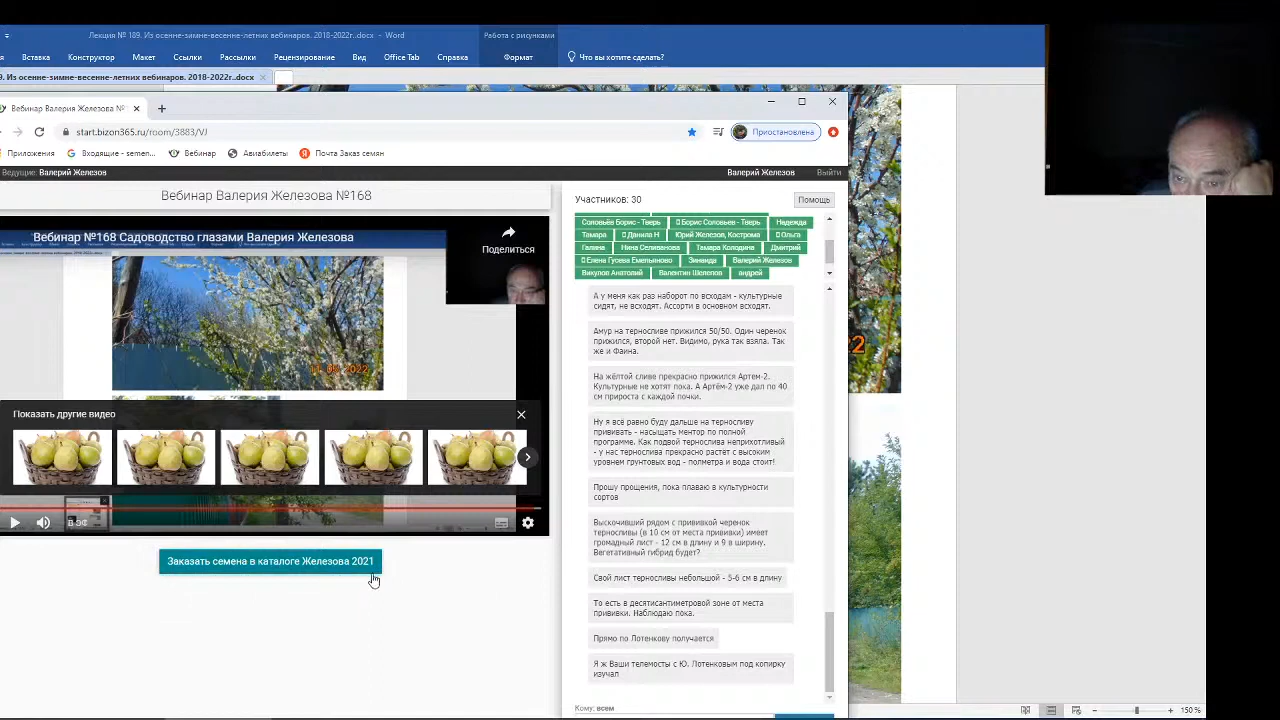 Лекция № 189. Из осенне-зимне-весенне-летних вебинаров. 2018-2022г..docx - Word
Работа с рисунками
Вставка Конструктор Макет Ссылки Рассылки Рецензирование Вид Office Tab Справка Формат Что вы хотите сделать?
9. Из осенне-зимне-весенне-летних вебинаров. 2018-2022г..docx
Вебинар Валерия Железова №1
start.bizon365.ru/room/3883/VJ
Приостановлена
Приложения Входящие - semen... Вебинар Авиабилеты Почта Заказ семян
Ведущие: Валерий Железов
Валерий Железов Выйти
Вебинар Валерия Железова №168
Вебинар №168 Садоводство глазами Валерия Железова
Поделиться
2022
Показать другие видео
В ЭФ
Заказать семена в каталоге Железова 2021
Участников: 30
Помощь
Соловьёв Борис - Тверь Борис Соловьев - Тверь Надежда
Тамара Данила Н Юрий Железов, Кострома Ольга
Галина Нина Селиванова Тамара Колодина Дмитрий
Елена Гусева Емельяново Зинаида Валерий Железов
Викулов Анатолий Валентин Шелепов андрей
А у меня как раз наборот по всходам - культурные
сидят, не всходят. Ассорти в основном всходят.
Амур на терносливе прижился 50/50. Один черенок
прижился, второй нет. Видимо, рука так взяла. Так
же и Фаина.
На жёлтой сливе прекрасно прижился Артем-2.
Культурные не хотят пока. А Артём-2 уже дал по 40
см прироста с каждой почки.
Ну я всё равно буду дальше на терносливу
прививать - насыщать ментор по полной
программе. Как подвой тернослива неприхотливый
- у нас тернослива прекрасно растёт с высоким
уровнем грунтовых вод - полметра и вода стоит!
Прошу прощения, пока плаваю в культурности
сортов
Выскочивший рядом с прививкой черенок
терносливы (в 10 см от места прививки) имеет
громадный лист - 12 см в длину и 9 в ширину.
Вегетативный гибрид будет?
Свой лист терносливы небольшой - 5-6 см в длину
То есть в десятисантиметровой зоне от места
прививки. Наблюдаю пока.
Прямо по Лотенкову получается
Я ж Ваши телемосты с Ю. Лотенковым под копирку
изучал
Кому: всем
22
150 %